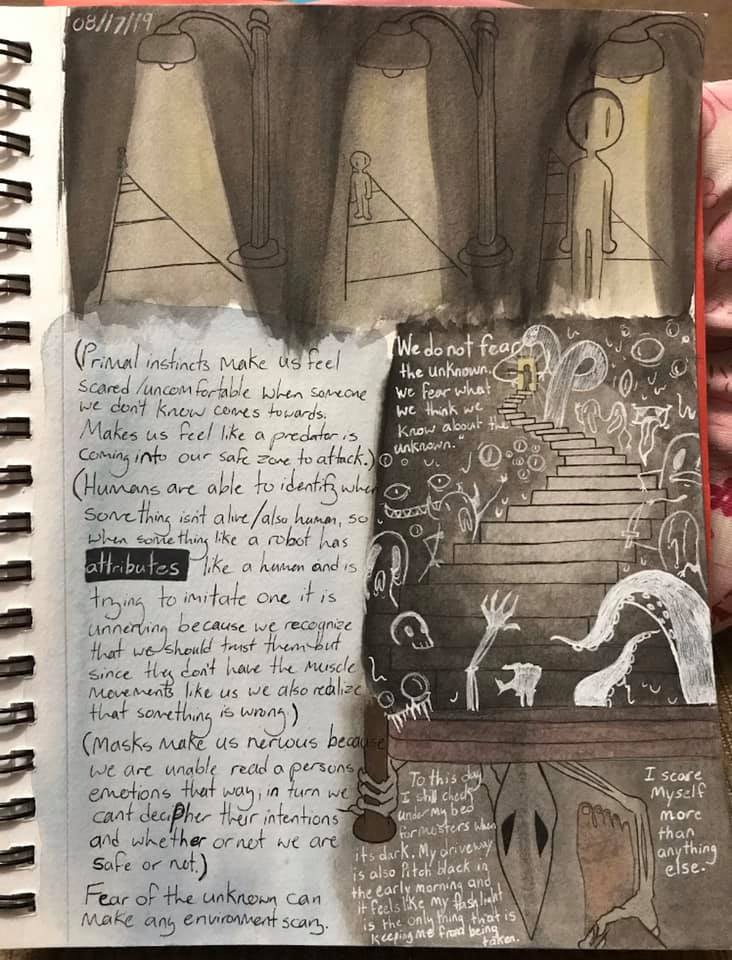 08/17/19
(Primal instincts make us feel
scared/uncomfortable when someone
we don't know comes towards.
Makes us feel like a predator is
coming into our safe zone to attack.)
(Humans are able to identify when
something isn't alive/also human, so
when something like a robot has
attributes like a human and is
trying to imitate one it is
unnerving because we recognize
that we should trust them but
since they don't have the muscle
movements like us we also realize
that something is wrong.)
(Masks make us nervous because
we are unable read a persons
emotions that way, in turn we
cant decipher their intentions
and whether or not we are
safe or not.)
Fear of the unknown can
make any environment scary.
We do not fear
the unknown.
We fear what
we think we
know about the
unknown."
To this day
I still check
under my bed
for monsters when
its dark. My driveway
is also Pitch black in
the early morning and
it feels like my flashlight
is the only thing that is
keeping me from being
taken.
I scare
Myself
more
than
anything
else.